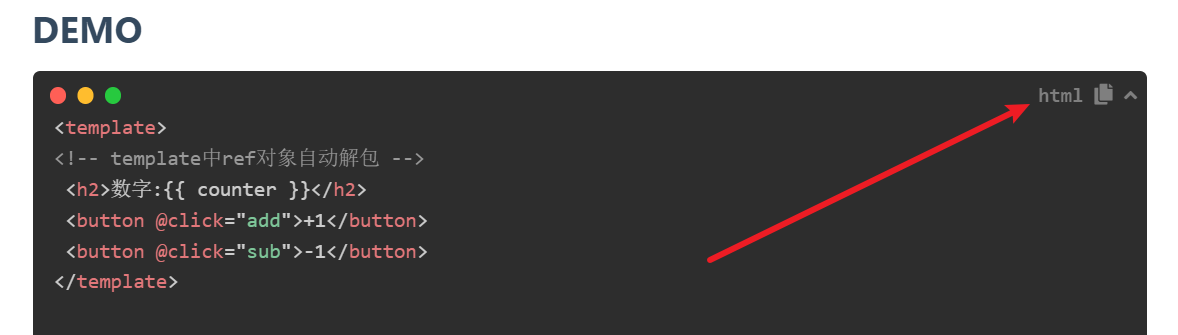 DEMO
html
<template>
<!-- template中ref对象自动解包 -->
<h2>数字:{{ counter }}</h2>
<button @click="add">+1</button>
<button @click="sub">-1</button>
</template>